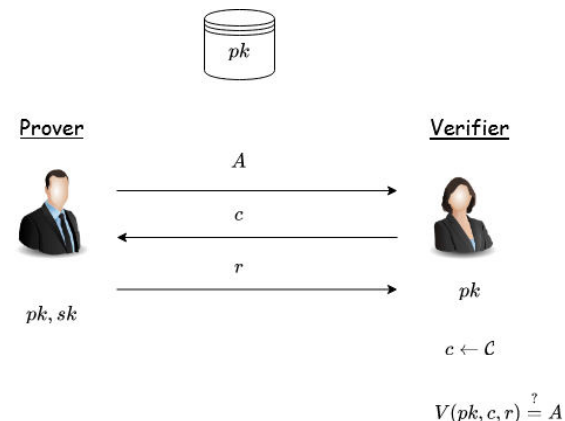 pk
Prover
Verifier
A
c
r
pk, sk
pk
c ← C
V(pk, c, r) ≟ A